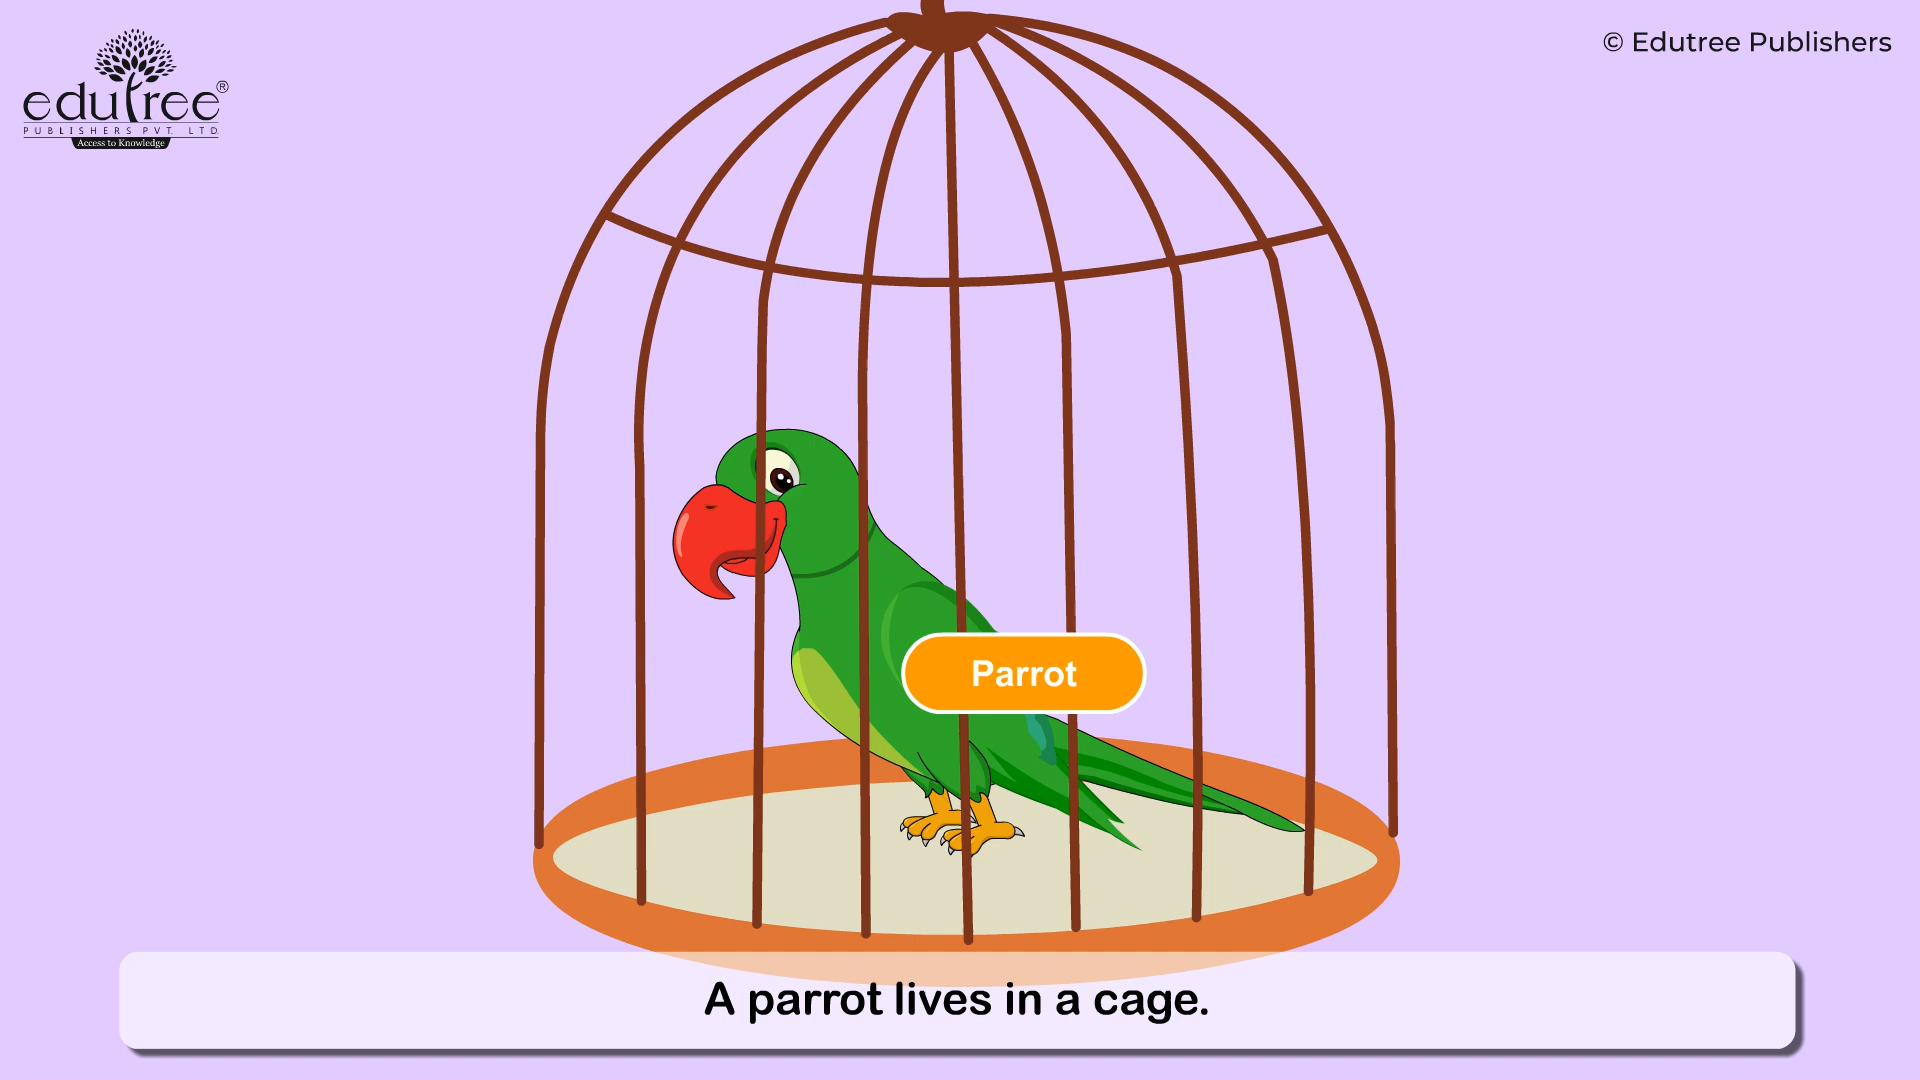 edutree®
PUBLISHERS PVT. LTD.
Access to Knowledge
© Edutree Publishers
Parrot
A parrot lives in a cage.